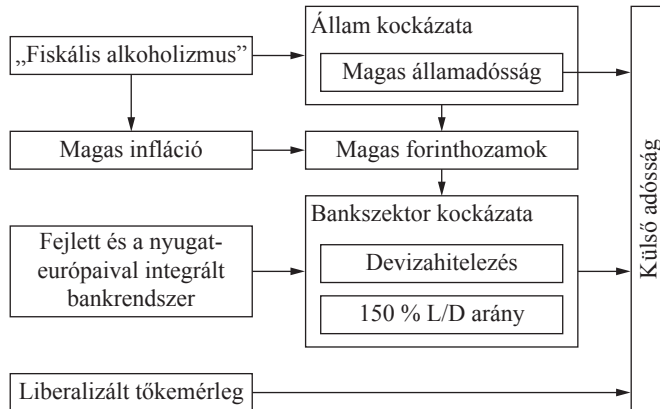 „Fiskális alkoholizmus”
Állam kockázata
Magas államadósság
Magas infláció
Magas forinthozamok
Fejlett és a nyugat-
európaival integrált
bankrendszer
Bankszektor kockázata
Devizahitelezés
150 % L/D arány
Liberalizált tőkemérleg
Külső adósság